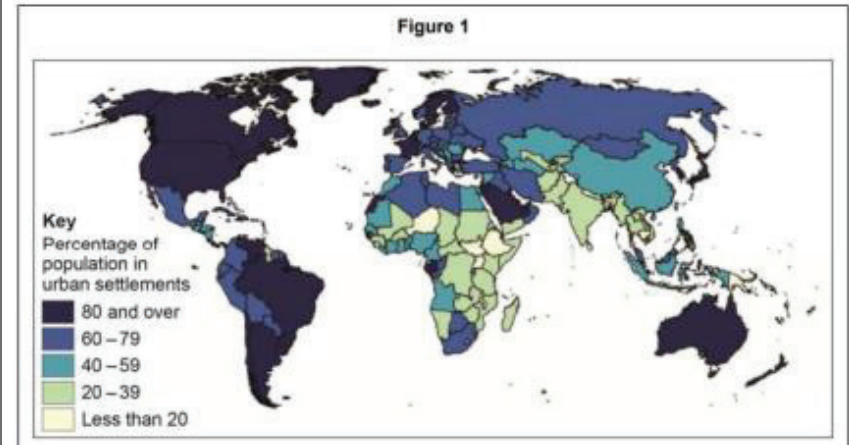 Figure 1
Key
Percentage of
population in
urban settlements
80 and over
60 – 79
40 – 59
20 – 39
Less than 20